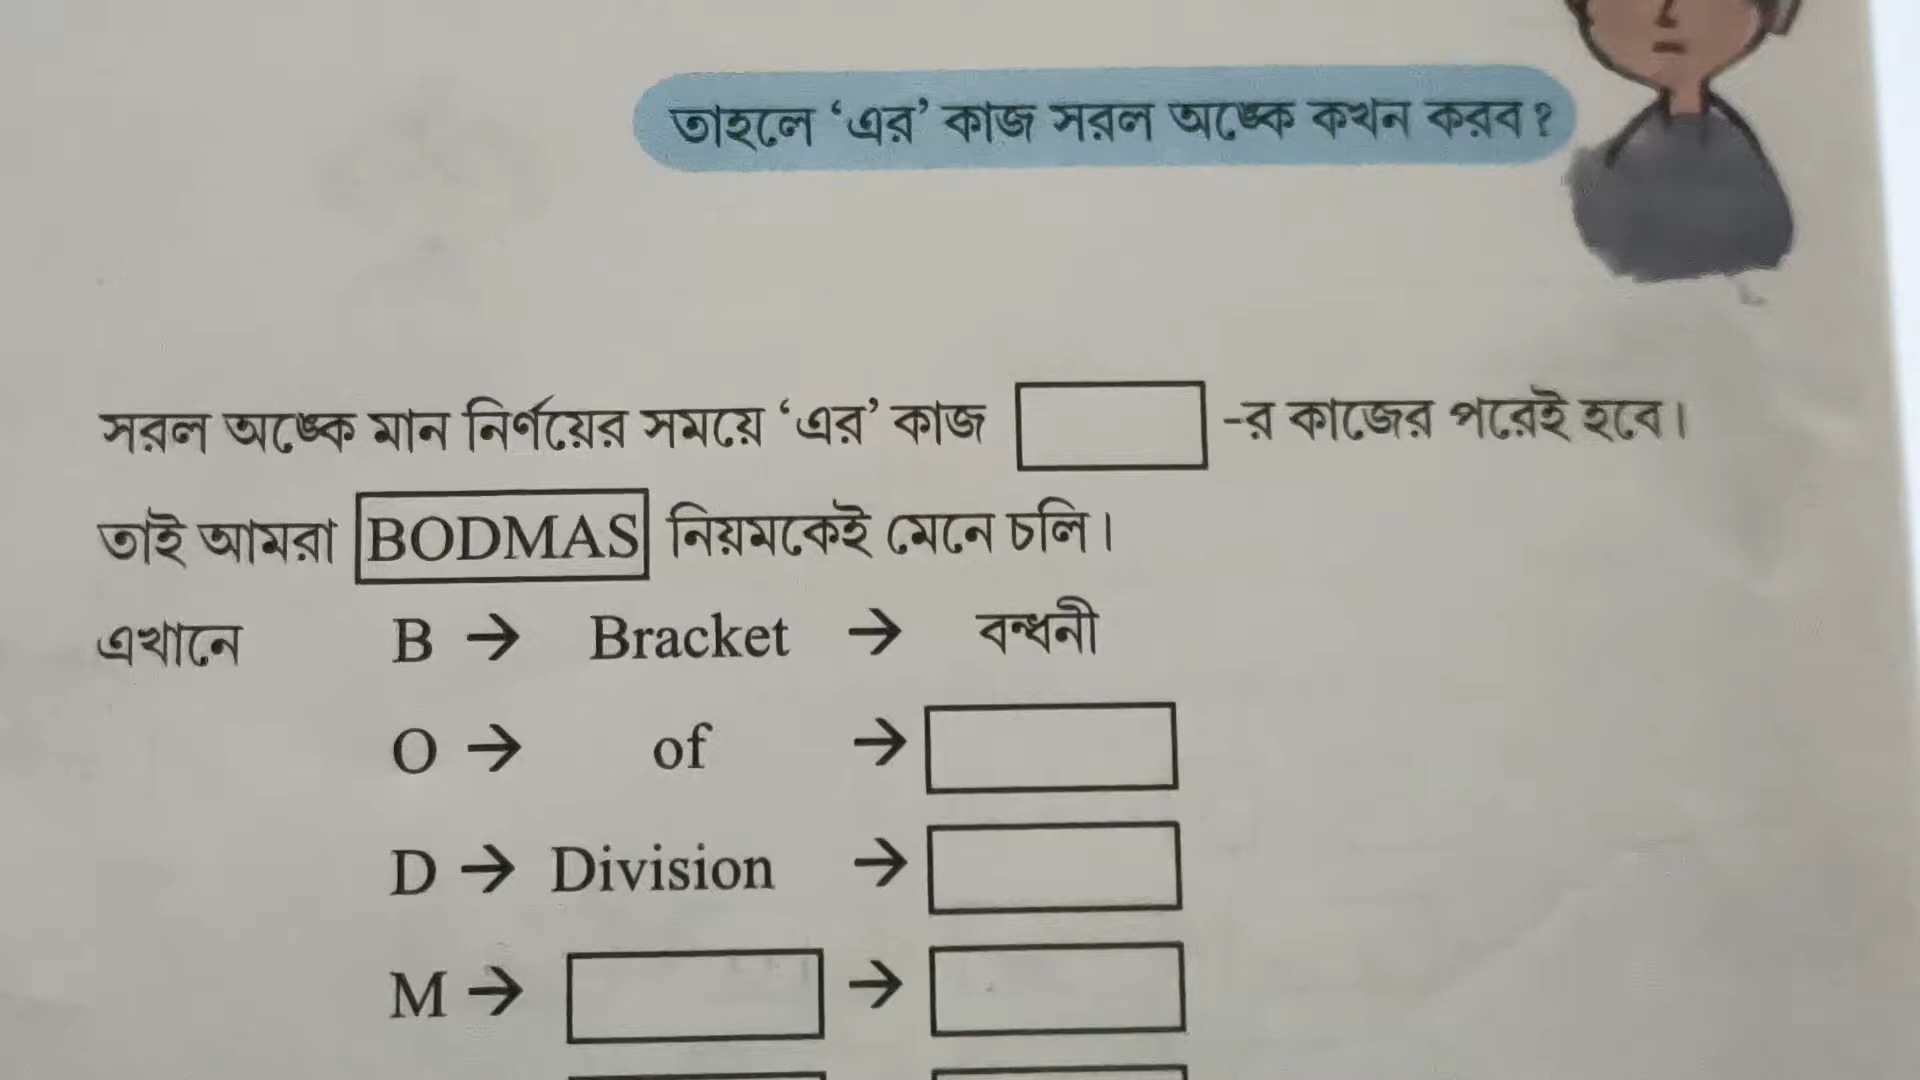 তাহলে ‘এর’ কাজ সরল অঙ্কে কখন করব?
সরল অঙ্কে মান নির্ণয়ের সময়ে ‘এর’ কাজ -র কাজের পরেই হবে।
তাই আমরা BODMAS নিয়মকেই মেনে চলি।
এখানে B → Bracket → বন্ধনী
O → of →
D → Division →
M → →